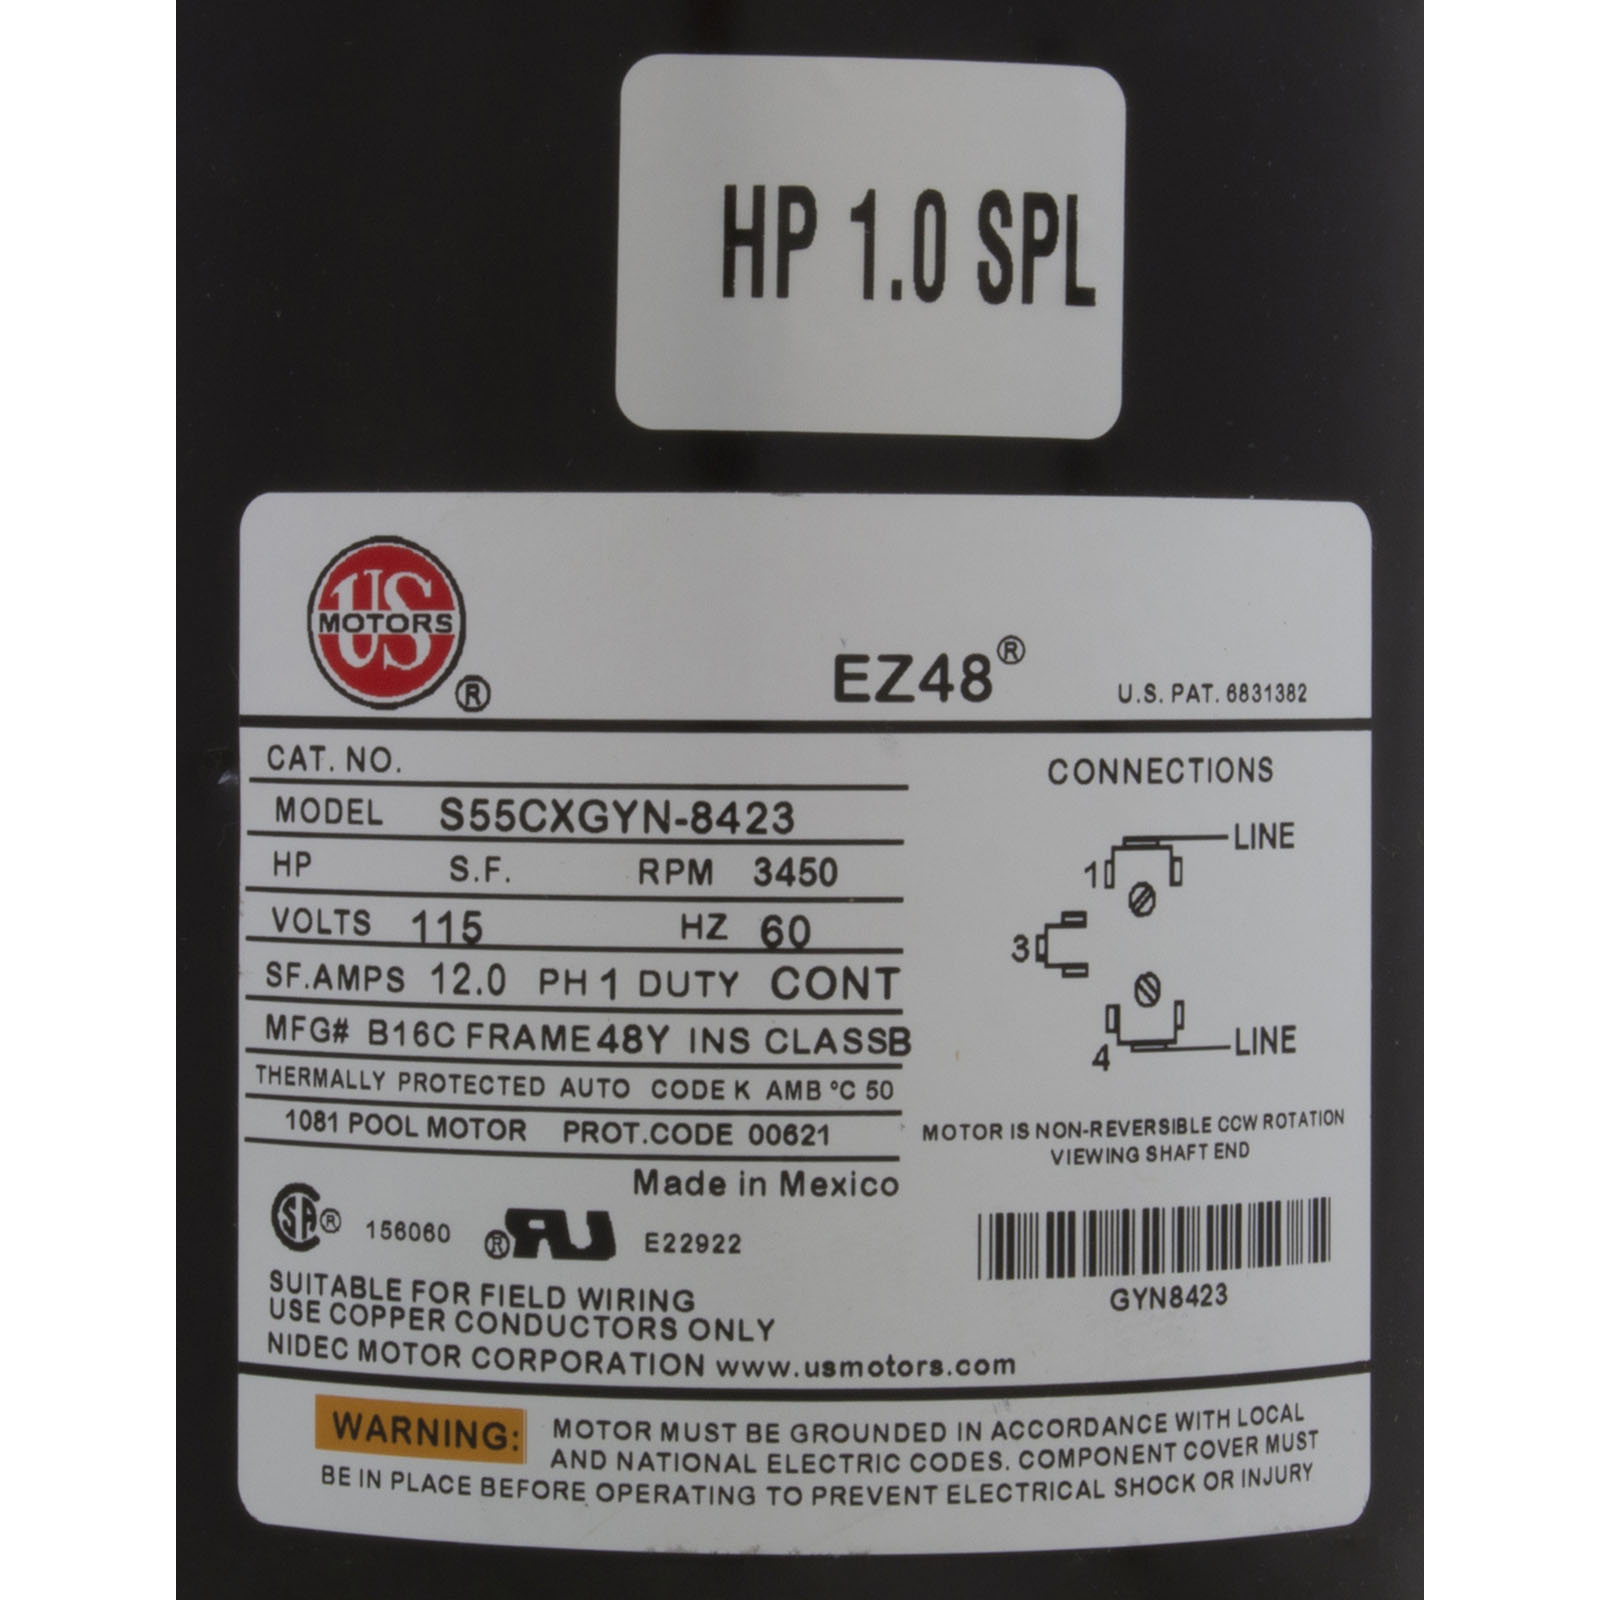 HP 1.0 SPL
US
MOTORS
®
EZ48®
U.S. PAT. 6831382
CAT. NO.
MODEL S55CXGYN-8423
HP S.F. RPM 3450
VOLTS 115 HZ 60
SF.AMPS 12.0 PH 1 DUTY CONT
MFG# B16C FRAME 48Y INS CLASS B
THERMALLY PROTECTED AUTO CODE K AMB °C 50
1081 POOL MOTOR PROT.CODE 00621
Made in Mexico
SA® 156060 ®RU E22922
SUITABLE FOR FIELD WIRING
USE COPPER CONDUCTORS ONLY
NIDEC MOTOR CORPORATION www.usmotors.com
CONNECTIONS
LINE
1
3
4
LINE
MOTOR IS NON-REVERSIBLE CCW ROTATION
VIEWING SHAFT END
GYN8423
WARNING: MOTOR MUST BE GROUNDED IN ACCORDANCE WITH LOCAL
AND NATIONAL ELECTRIC CODES. COMPONENT COVER MUST
BE IN PLACE BEFORE OPERATING TO PREVENT ELECTRICAL SHOCK OR INJURY